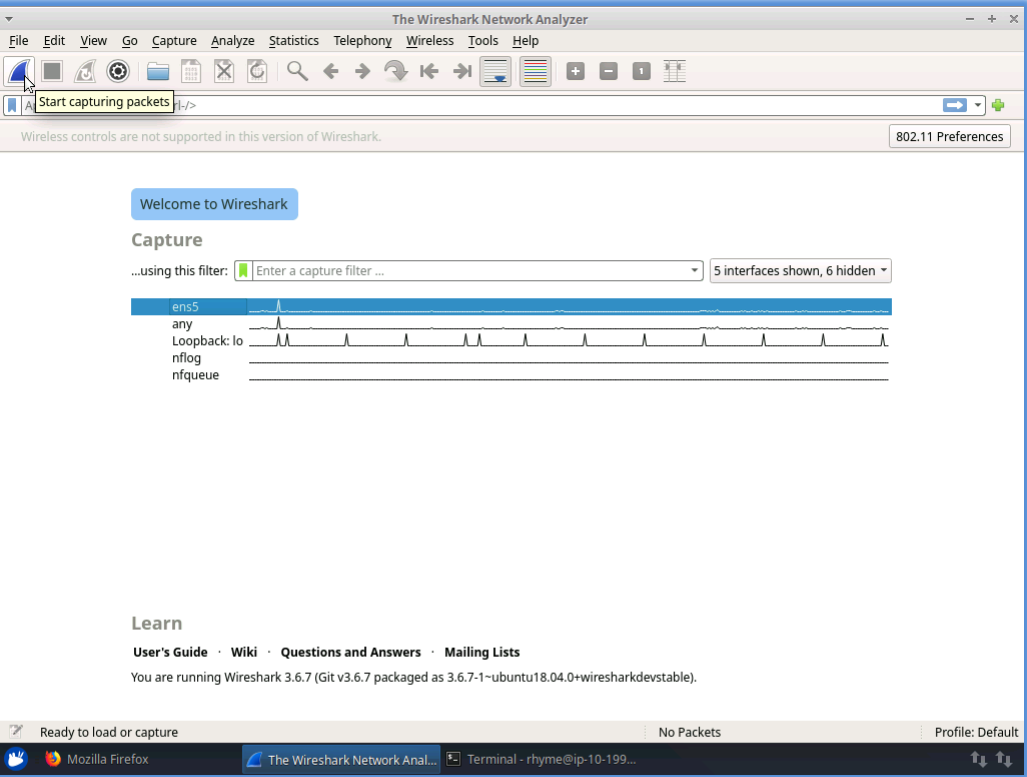 The Wireshark Network Analyzer
File Edit View Go Capture Analyze Statistics Telephony Wireless Tools Help
Start capturing packets
A rl-/>
Wireless controls are not supported in this version of Wireshark.
802.11 Preferences
Welcome to Wireshark
Capture
...using this filter: Enter a capture filter ... 5 interfaces shown, 6 hidden
ens5
any
Loopback: lo
nflog
nfqueue
Learn
User's Guide · Wiki · Questions and Answers · Mailing Lists
You are running Wireshark 3.6.7 (Git v3.6.7 packaged as 3.6.7-1~ubuntu18.04.0+wiresharkdevstable).
Ready to load or capture No Packets Profile: Default
Mozilla Firefox The Wireshark Network Anal... Terminal - rhyme@ip-10-199...